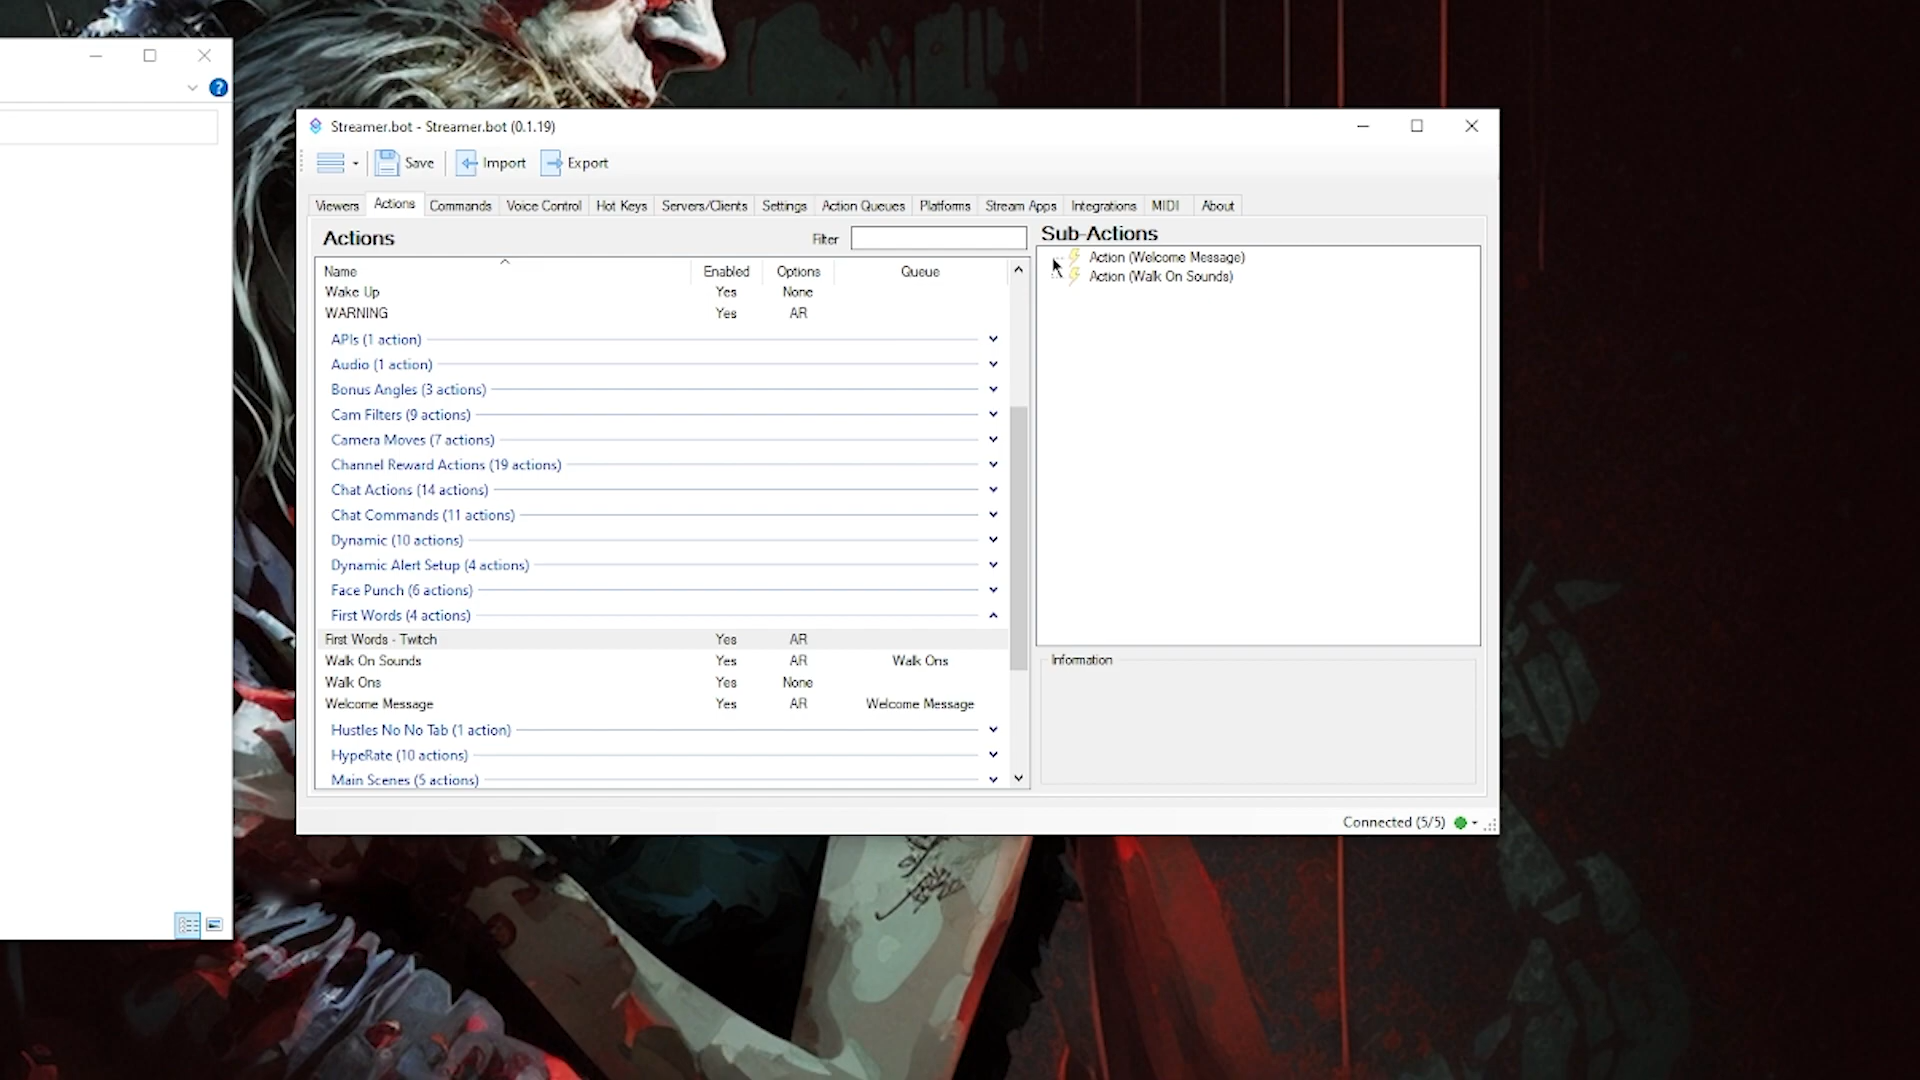 ?
Streamer.bot - Streamer.bot (0.1.19)
Save Import Export
Viewers Actions Commands Voice Control Hot Keys Servers/Clients Settings Action Queues Platforms Stream Apps Integrations MIDI About
Actions Filter
Name Enabled Options Queue
Wake Up Yes None
WARNING Yes AR
APIs (1 action)
Audio (1 action)
Bonus Angles (3 actions)
Cam Filters (9 actions)
Camera Moves (7 actions)
Channel Reward Actions (19 actions)
Chat Actions (14 actions)
Chat Commands (11 actions)
Dynamic (10 actions)
Dynamic Alert Setup (4 actions)
Face Punch (6 actions)
First Words (4 actions)
First Words - Twitch Yes AR
Walk On Sounds Yes AR Walk Ons
Walk Ons Yes None
Welcome Message Yes AR Welcome Message
Hustles No No Tab (1 action)
HypeRate (10 actions)
Main Scenes (5 actions)
Sub-Actions
Action (Welcome Message)
Action (Walk On Sounds)
Information
Connected (5/5)